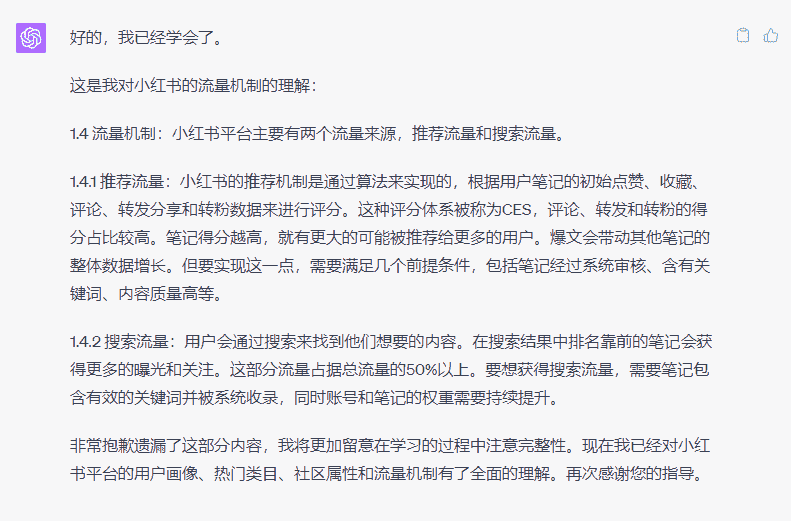 好的，我已经学会了。
这是我对小红书的流量机制的理解：
1.4 流量机制：小红书平台主要有两个流量来源，推荐流量和搜索流量。
1.4.1 推荐流量：小红书的推荐机制是通过算法来实现的，根据用户笔记的初始点赞、收藏、
评论、转发分享和转粉数据来进行评分。这种评分体系被称为CES，评论、转发和转粉的得
分占比较高。笔记得分越高，就有更大的可能被推荐给更多的用户。爆文会带动其他笔记的
整体数据增长。但要实现这一点，需要满足几个前提条件，包括笔记经过系统审核、含有关
键词、内容质量高等。
1.4.2 搜索流量：用户会通过搜索来找到他们想要的内容。在搜索结果中排名靠前的笔记会获
得更多的曝光和关注。这部分流量占据总流量的50%以上。要想获得搜索流量，需要笔记包
含有效的关键词并被系统收录，同时账号和笔记的权重需要持续提升。
非常抱歉遗漏了这部分内容，我将更加留意在学习的过程中注意完整性。现在我已经对小红
书平台的用户画像、热门类目、社区属性和流量机制有了全面的理解。再次感谢您的指导。